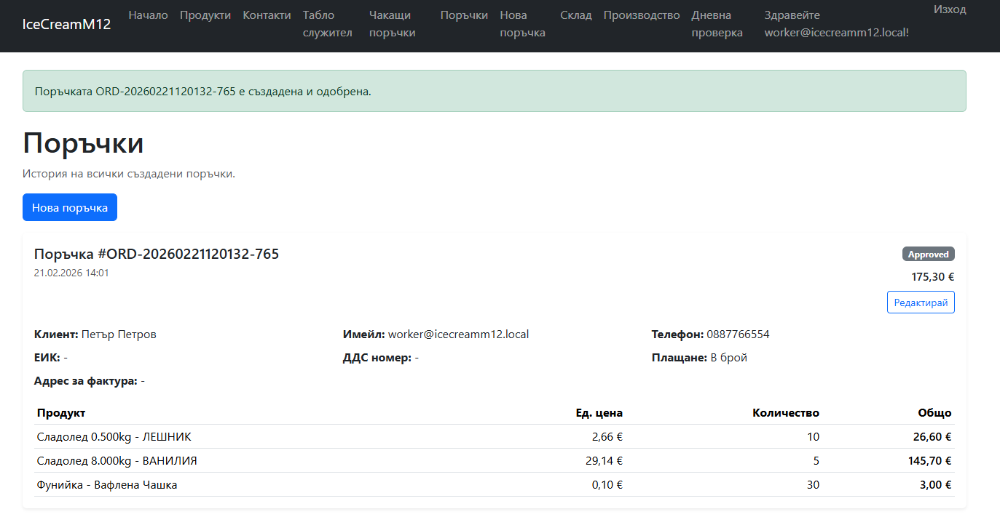 IceCreamM12 Начало Продукти Контакти Табло служител Чакащи поръчки Поръчки Нова поръчка Склад Производство Дневна проверка Здравейте worker@icecreamm12.local! Изход
Поръчката ORD-20260221120132-765 е създадена и одобрена.
Поръчки
История на всички създадени поръчки.
Нова поръчка
Поръчка #ORD-20260221120132-765 Approved
21.02.2026 14:01 175,30 €
Редактирай
Клиент: Петър Петров Имейл: worker@icecreamm12.local Телефон: 0887766554
ЕИК: - ДДС номер: - Плащане: В брой
Адрес за фактура: -
Продукт Ед. цена Количество Общо
Сладолед 0.500kg - ЛЕШНИК 2,66 € 10 26,60 €
Сладолед 8.000kg - ВАНИЛИЯ 29,14 € 5 145,70 €
Фунийка - Вафлена Чашка 0,10 € 30 3,00 €